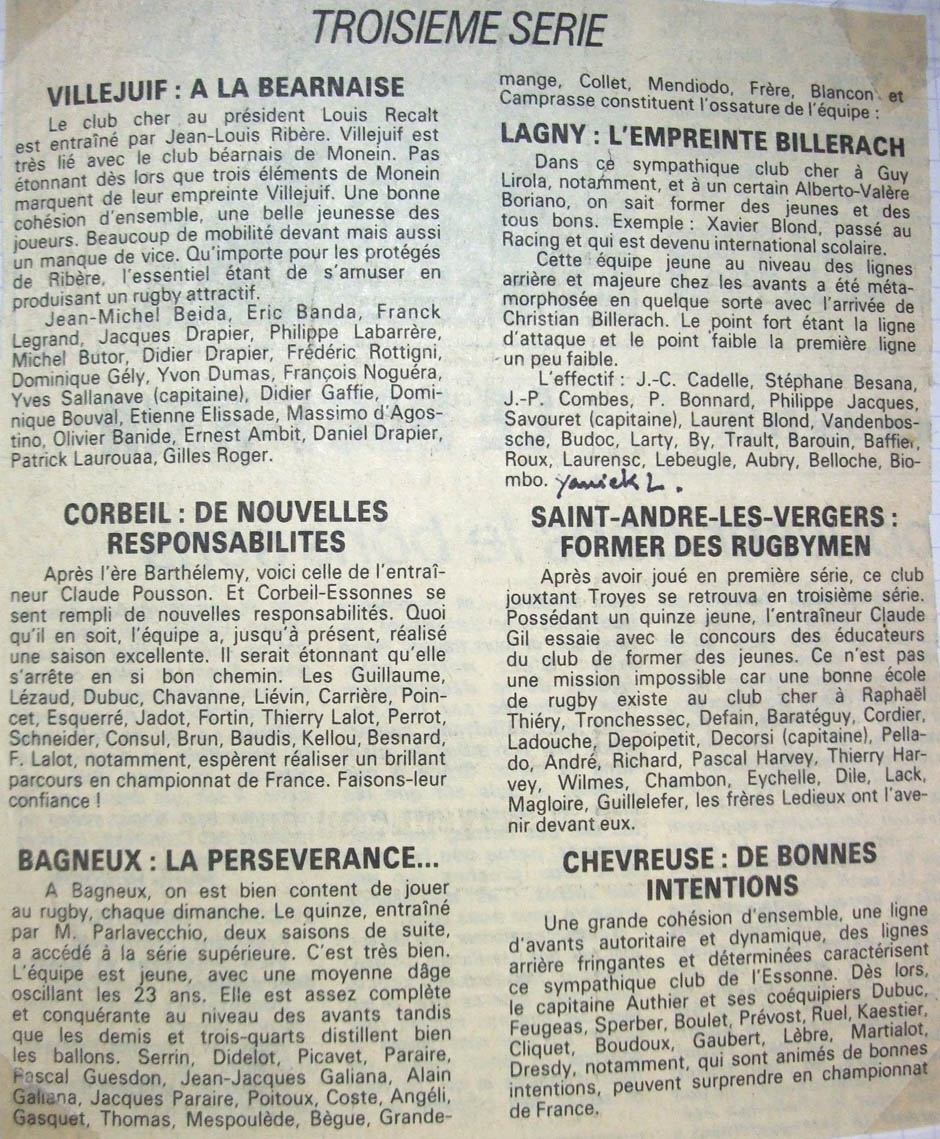 TROISIEME SERIE
VILLEJUIF : A LA BEARNAISE
Le club cher au président Louis Recalt
est entraîné par Jean-Louis Ribère. Villejuif est
très lié avec le club béarnais de Monein. Pas
étonnant dès lors que trois éléments de Monein
marquent de leur empreinte Villejuif. Une bonne
cohésion d'ensemble, une belle jeunesse des
joueurs. Beaucoup de mobilité devant mais aussi
un manque de vice. Qu'importe pour les protégés
de Ribère, l'essentiel étant de s'amuser en
produisant un rugby attractif.
Jean-Michel Beida, Eric Banda, Franck
Legrand, Jacques Drapier, Philippe Labarrère,
Michel Butor, Didier Drapier, Frédéric Rottigni,
Dominique Gély, Yvon Dumas, François Noguéra,
Yves Sallanave (capitaine), Didier Gaffie, Domi-
nique Bouval, Etienne Elissade, Massimo d'Agos-
tino, Olivier Banide, Ernest Ambit, Daniel Drapier,
Patrick Laurouaa, Gilles Roger.
CORBEIL : DE NOUVELLES
RESPONSABILITES
Après l'ère Barthélemy, voici celle de l'entraî-
neur Claude Pousson. Et Corbeil-Essonnes se
sent rempli de nouvelles responsabilités. Quoi
qu'il en soit, l'équipe a, jusqu'à présent, réalisé
une saison excellente. Il serait étonnant qu'elle
s'arrête en si bon chemin. Les Guillaume,
Lézaud, Dubuc, Chavanne, Liévin, Carrière, Poin-
cet, Esquerré, Jadot, Fortin, Thierry Lalot, Perrot,
Schneider, Consul, Brun, Baudis, Kellou, Besnard,
F. Lalot, notamment, espèrent réaliser un brillant
parcours en championnat de France. Faisons-leur
confiance !
BAGNEUX : LA PERSEVERANCE...
A Bagneux, on est bien content de jouer
au rugby, chaque dimanche. Le quinze, entraîné
par M. Parlavecchio, deux saisons de suite,
a accédé à la série supérieure. C'est très bien.
L'équipe est jeune, avec une moyenne dâge
oscillant les 23 ans. Elle est assez complète
et conquérante au niveau des avants tandis
que les demis et trois-quarts distillent bien
les ballons. Serrin, Didelot, Picavet, Paraire,
Pascal Guesdon, Jean-Jacques Galiana, Alain
Galiana, Jacques Paraire, Poitoux, Coste, Angéli,
Gasquet, Thomas, Mespoulède, Bègue, Grande-
mange, Collet, Mendiodo, Frère, Blancon et
Camprasse constituent l'ossature de l'équipe :
LAGNY : L'EMPREINTE BILLERACH
Dans ce sympathique club cher à Guy
Lirola, notamment, et à un certain Alberto-Valère
Boriano, on sait former des jeunes et des
tous bons. Exemple : Xavier Blond, passé au
Racing et qui est devenu international scolaire.
Cette équipe jeune au niveau des lignes
arrière et majeure chez les avants a été méta-
morphosée en quelque sorte avec l'arrivée de
Christian Billerach. Le point fort étant la ligne
d'attaque et le point faible la première ligne
un peu faible.
L'effectif : J.-C. Cadelle, Stéphane Besana,
J.-P. Combes, P. Bonnard, Philippe Jacques,
Savouret (capitaine), Laurent Blond, Vandenbos-
sche, Budoc, Larty, By, Trault, Barouin, Baffier,
Roux, Laurensc, Lebeugle, Aubry, Belloche, Bio-
mbo. Yanick L.
SAINT-ANDRE-LES-VERGERS :
FORMER DES RUGBYMEN
Après avoir joué en première série, ce club
jouxtant Troyes se retrouva en troisième série.
Possédant un quinze jeune, l'entraîneur Claude
Gil essaie avec le concours des éducateurs
du club de former des jeunes. Ce n'est pas
une mission impossible car une bonne école
de rugby existe au club cher à Raphaël
Thiéry, Tronchessec, Defain, Baratéguy, Cordier,
Ladouche, Depoipetit, Decorsi (capitaine), Pella-
do, André, Richard, Pascal Harvey, Thierry Har-
vey, Wilmes, Chambon, Eychelle, Dile, Lack,
Magloire, Guillelefer, les frères Ledieux ont l'ave-
nir devant eux.
CHEVREUSE : DE BONNES
INTENTIONS
Une grande cohésion d'ensemble, une ligne
d'avants autoritaire et dynamique, des lignes
arrière fringantes et déterminées caractérisent
ce sympathique club de l'Essonne. Dès lors,
le capitaine Authier et ses coéquipiers Dubuc,
Feugeas, Sperber, Boulet, Prévost, Ruel, Kaestier,
Cliquet, Boudoux, Gaubert, Lèbre, Martialot,
Dresdy, notamment, qui sont animés de bonnes
intentions, peuvent surprendre en championnat
de France.